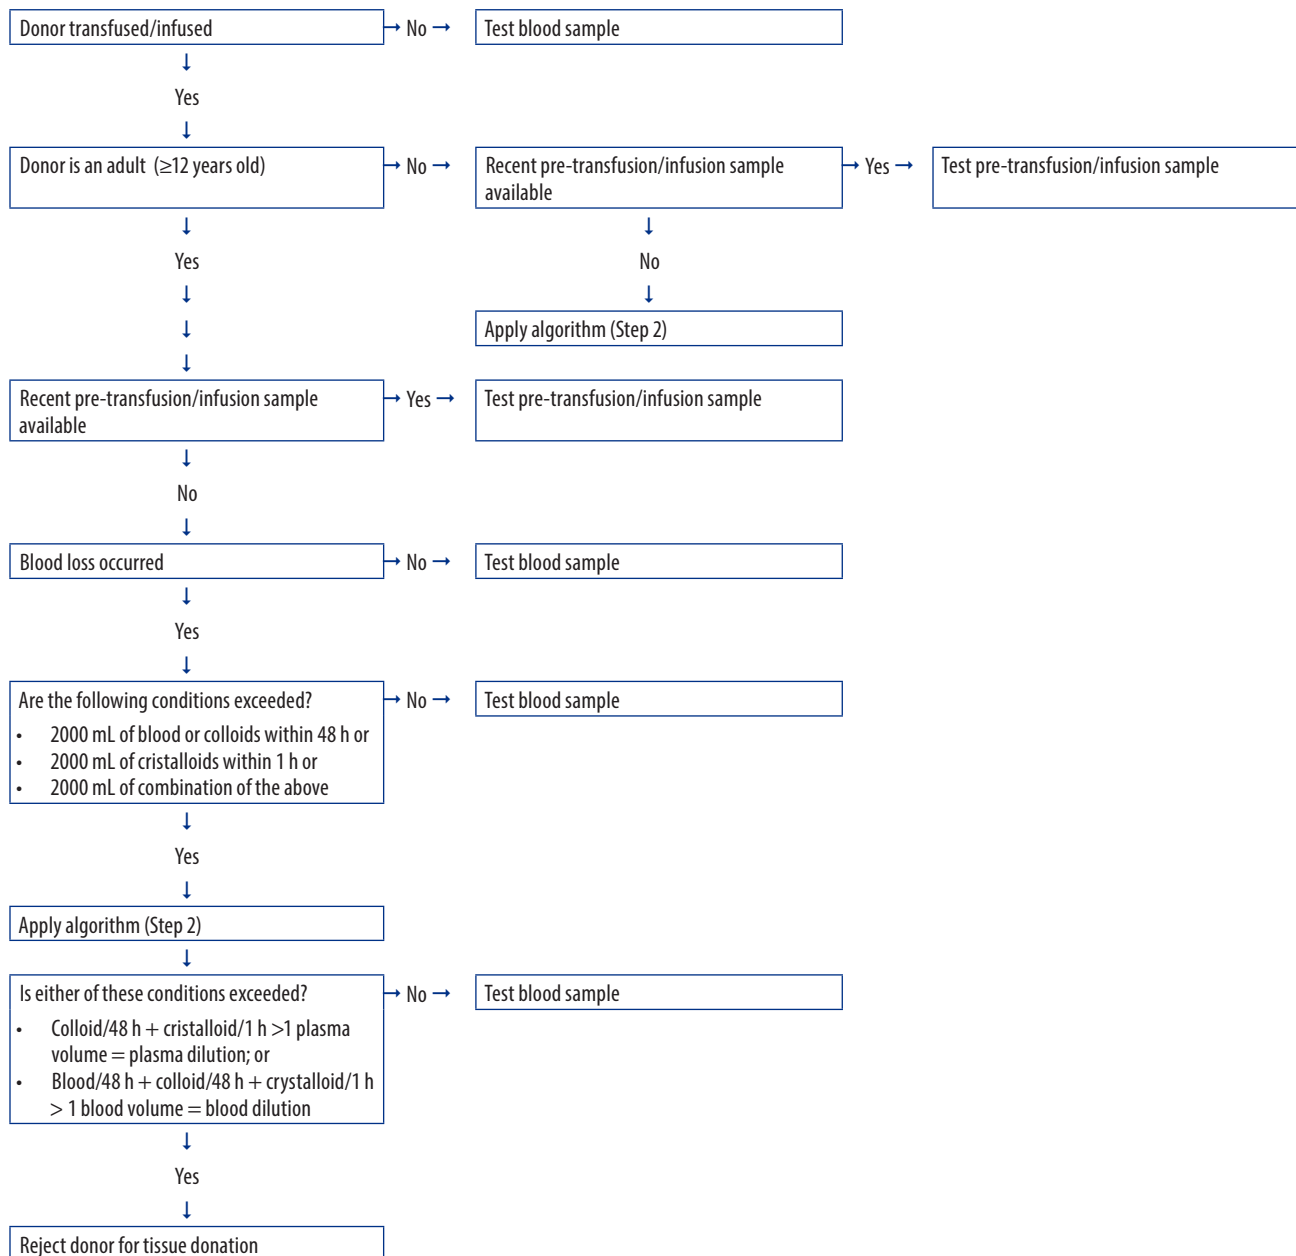 Donor transfused/infused → No → Test blood sample
↓
Yes
↓
Donor is an adult (≥12 years old) → No → Recent pre-transfusion/infusion sample → Yes → Test pre-transfusion/infusion sample
available
↓ ↓
Yes No
↓ ↓
↓ Apply algorithm (Step 2)
↓
Recent pre-transfusion/infusion sample → Yes → Test pre-transfusion/infusion sample
available
↓
No
↓
Blood loss occurred → No → Test blood sample
↓
Yes
↓
Are the following conditions exceeded? → No → Test blood sample
• 2000 mL of blood or colloids within 48 h or
• 2000 mL of cristalloids within 1 h or
• 2000 mL of combination of the above
↓
Yes
↓
Apply algorithm (Step 2)
↓
Is either of these conditions exceeded? → No → Test blood sample
• Colloid/48 h + cristalloid/1 h >1 plasma
volume = plasma dilution; or
• Blood/48 h + colloid/48 h + crystalloid/1 h
> 1 blood volume = blood dilution
↓
Yes
↓
Reject donor for tissue donation